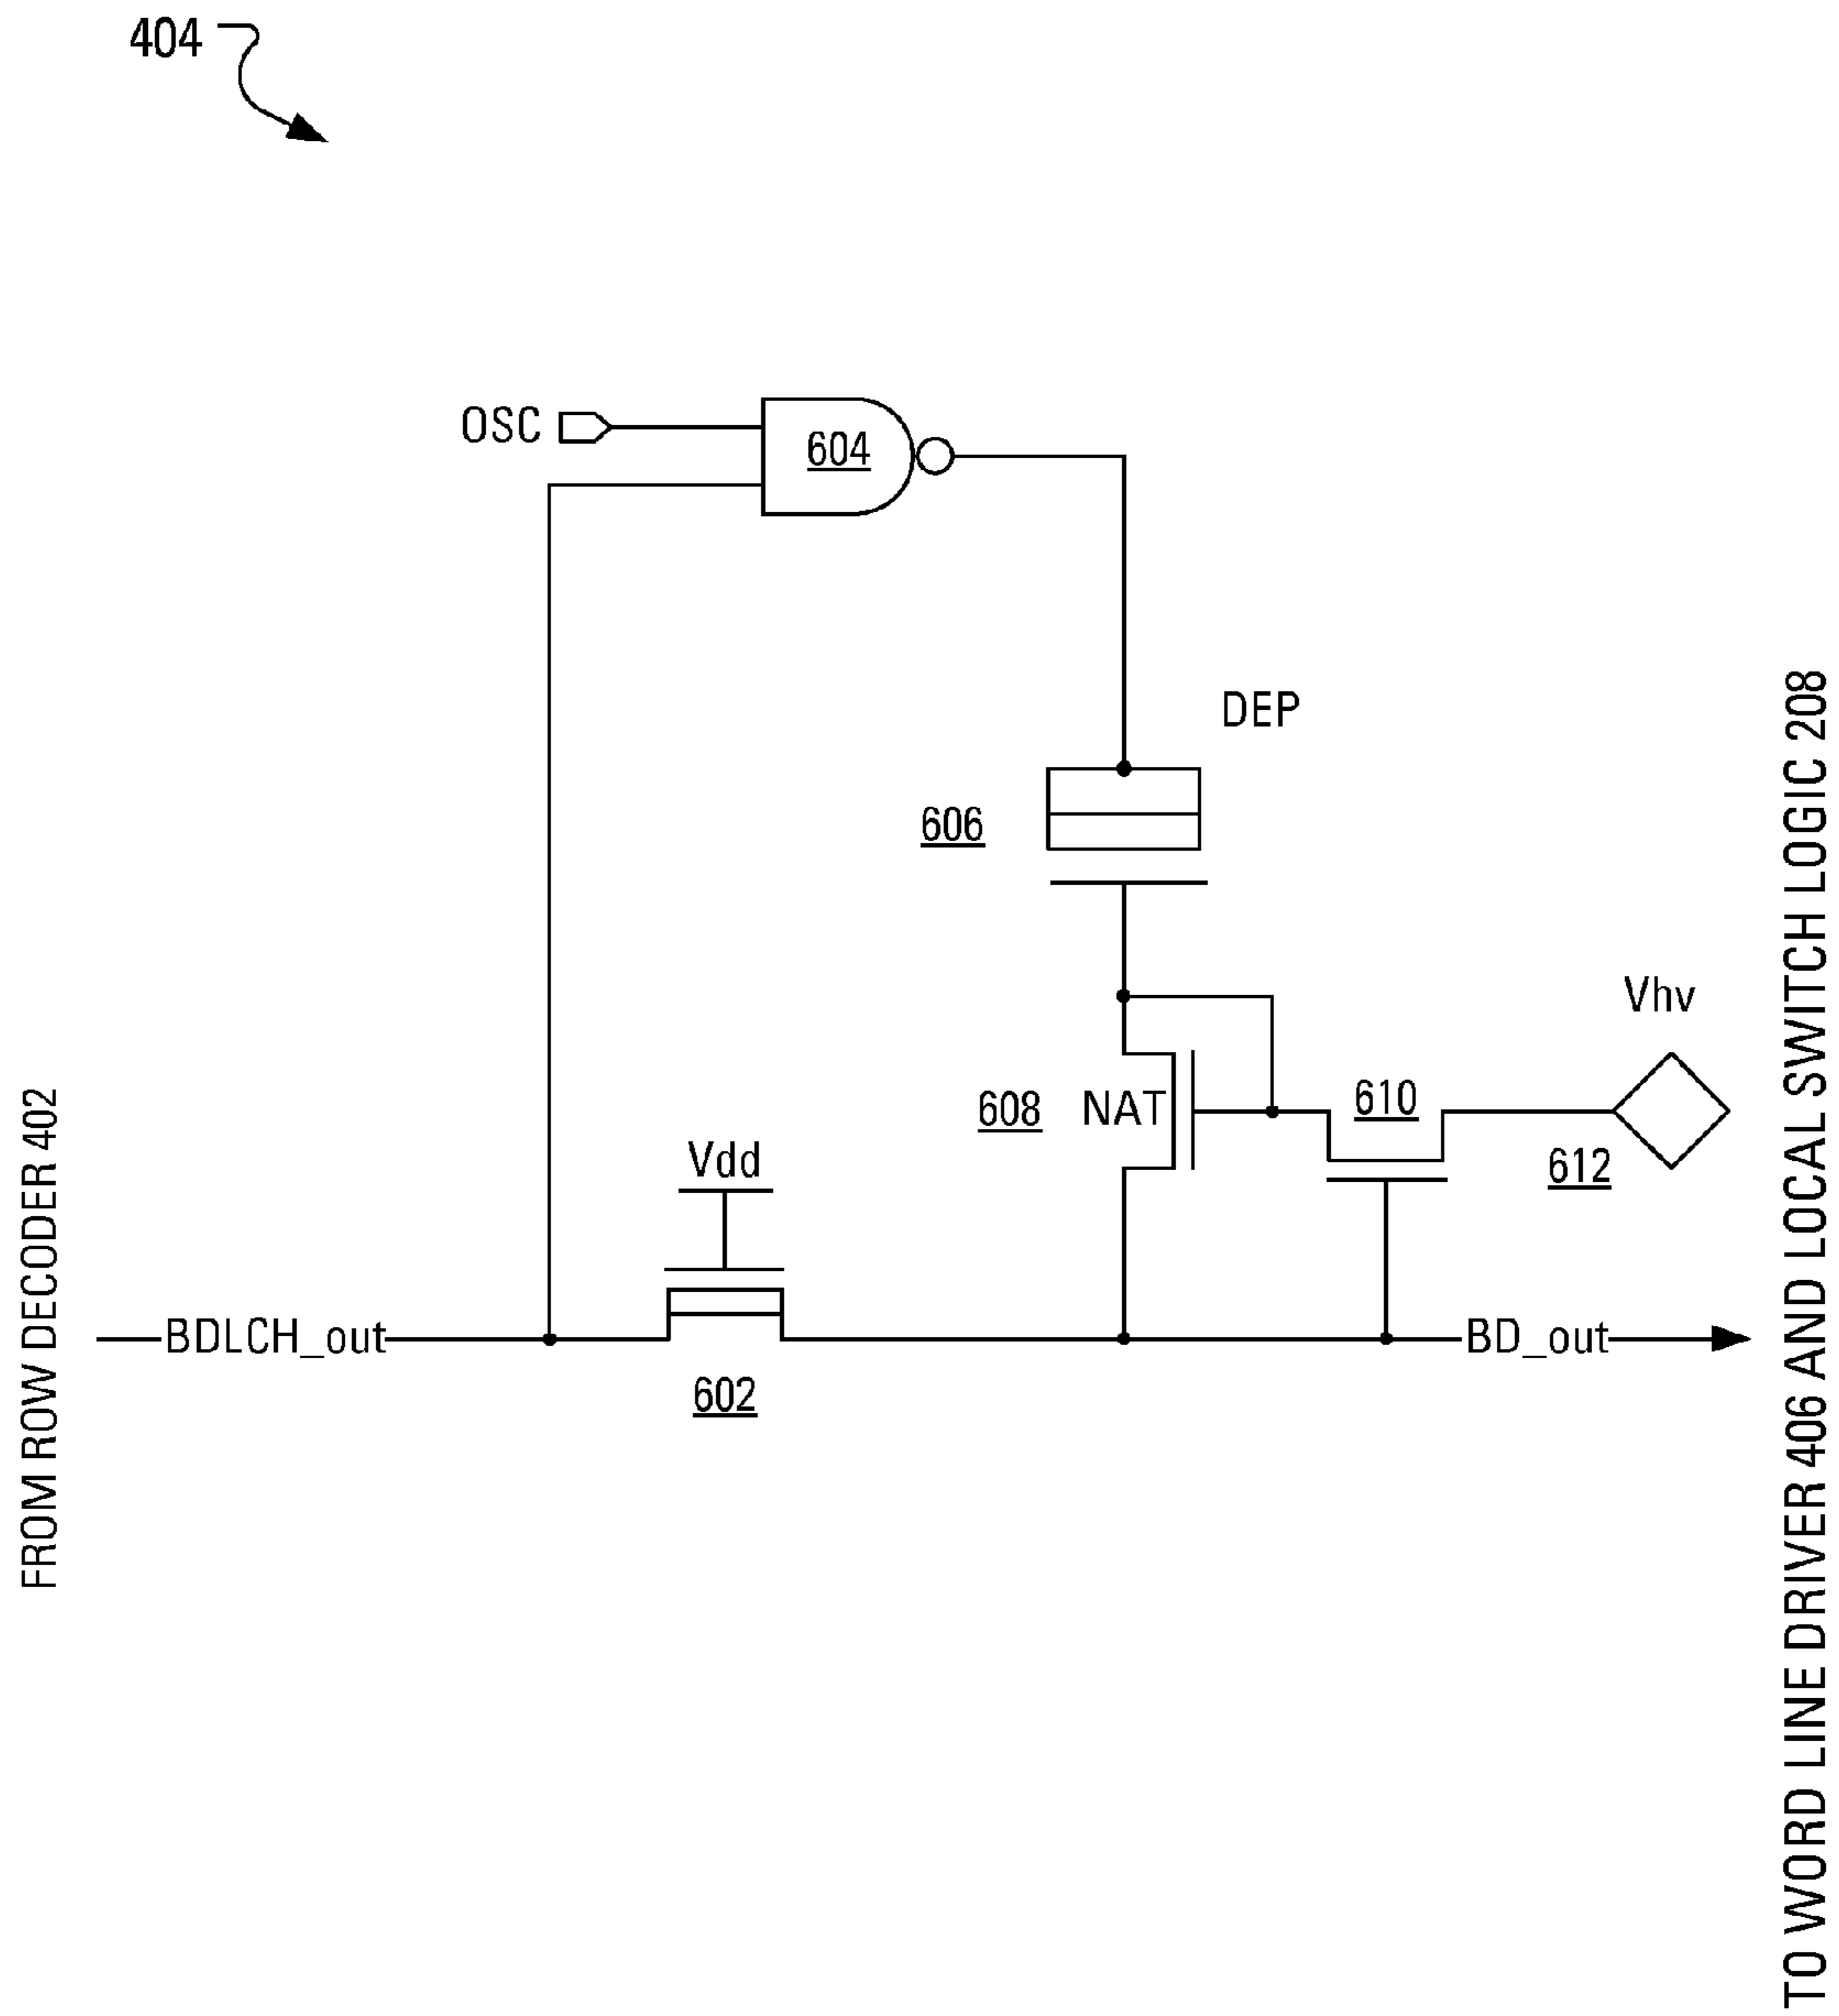 404
OSC
604
DEP
606
Vhv
608
NAT
610
612
Vdd
FROM ROW DECODER 402
BDLCH_out
BD_out
602
TO WORD LINE DRIVER 406 AND LOCAL SWITCH LOGIC 208